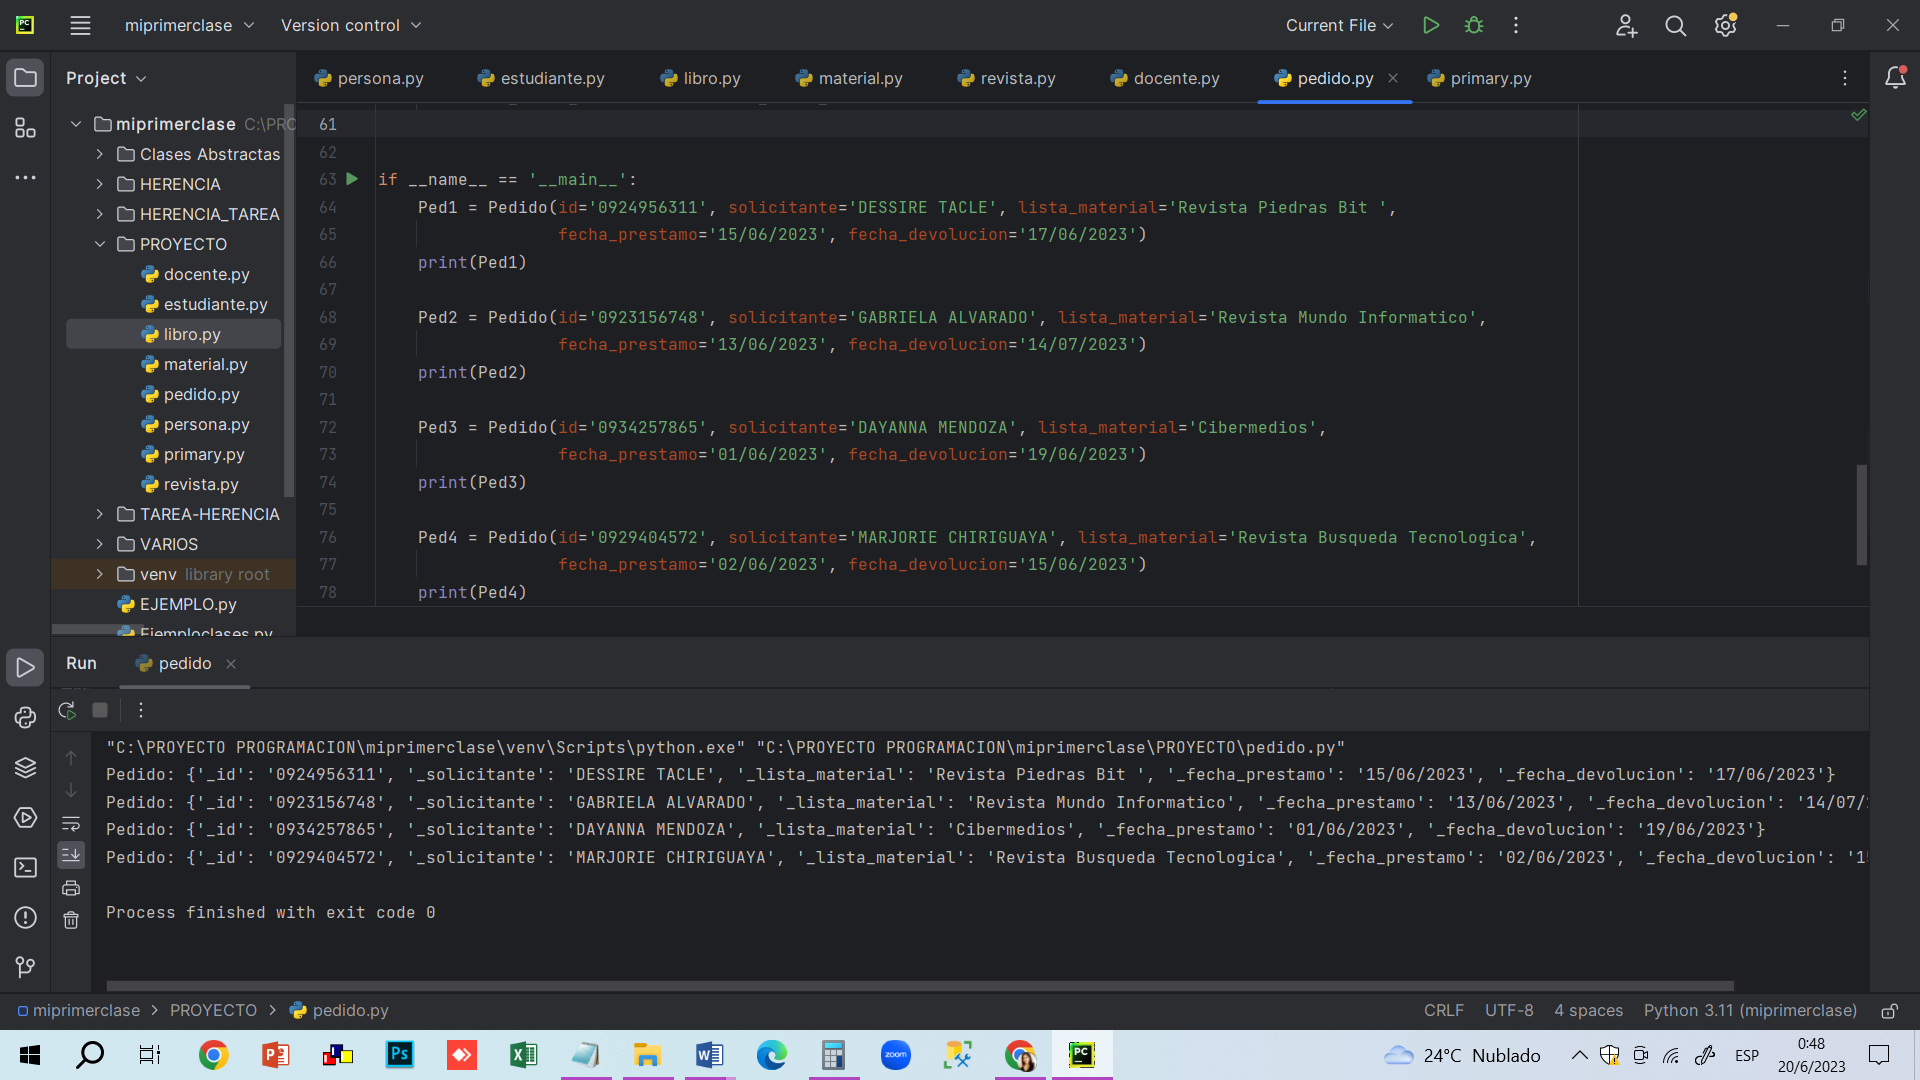 miprimerclase
Version control
Current File
Project
persona.py
estudiante.py
libro.py
material.py
revista.py
docente.py
pedido.py
primary.py
miprimerclase C:\PRO
Clases Abstractas
HERENCIA
HERENCIA_TAREA
PROYECTO
docente.py
estudiante.py
libro.py
material.py
pedido.py
persona.py
primary.py
revista.py
TAREA-HERENCIA
VARIOS
venv library root
EJEMPLO.py
Ejemploclases.py
61
62
63 if __name__ == '__main__':
64 Ped1 = Pedido(id='0924956311', solicitante='DESSIRE TACLE', lista_material='Revista Piedras Bit ',
65 fecha_prestamo='15/06/2023', fecha_devolucion='17/06/2023')
66 print(Ped1)
67
68 Ped2 = Pedido(id='0923156748', solicitante='GABRIELA ALVARADO', lista_material='Revista Mundo Informatico',
69 fecha_prestamo='13/06/2023', fecha_devolucion='14/07/2023')
70 print(Ped2)
71
72 Ped3 = Pedido(id='0934257865', solicitante='DAYANNA MENDOZA', lista_material='Cibermedios',
73 fecha_prestamo='01/06/2023', fecha_devolucion='19/06/2023')
74 print(Ped3)
75
76 Ped4 = Pedido(id='0929404572', solicitante='MARJORIE CHIRIGUAYA', lista_material='Revista Busqueda Tecnologica',
77 fecha_prestamo='02/06/2023', fecha_devolucion='15/06/2023')
78 print(Ped4)
Run
pedido
"C:\PROYECTO PROGRAMACION\miprimerclase\venv\Scripts\python.exe" "C:\PROYECTO PROGRAMACION\miprimerclase\PROYECTO\pedido.py"
Pedido: {'_id': '0924956311', '_solicitante': 'DESSIRE TACLE', '_lista_material': 'Revista Piedras Bit ', '_fecha_prestamo': '15/06/2023', '_fecha_devolucion': '17/06/2023'}
Pedido: {'_id': '0923156748', '_solicitante': 'GABRIELA ALVARADO', '_lista_material': 'Revista Mundo Informatico', '_fecha_prestamo': '13/06/2023', '_fecha_devolucion': '14/07/
Pedido: {'_id': '0934257865', '_solicitante': 'DAYANNA MENDOZA', '_lista_material': 'Cibermedios', '_fecha_prestamo': '01/06/2023', '_fecha_devolucion': '19/06/2023'}
Pedido: {'_id': '0929404572', '_solicitante': 'MARJORIE CHIRIGUAYA', '_lista_material': 'Revista Busqueda Tecnologica', '_fecha_prestamo': '02/06/2023', '_fecha_devolucion': '1
Process finished with exit code 0
miprimerclase > PROYECTO > pedido.py
CRLF
UTF-8
4 spaces
Python 3.11 (miprimerclase)
24°C Nublado
ESP
0:48
20/6/2023